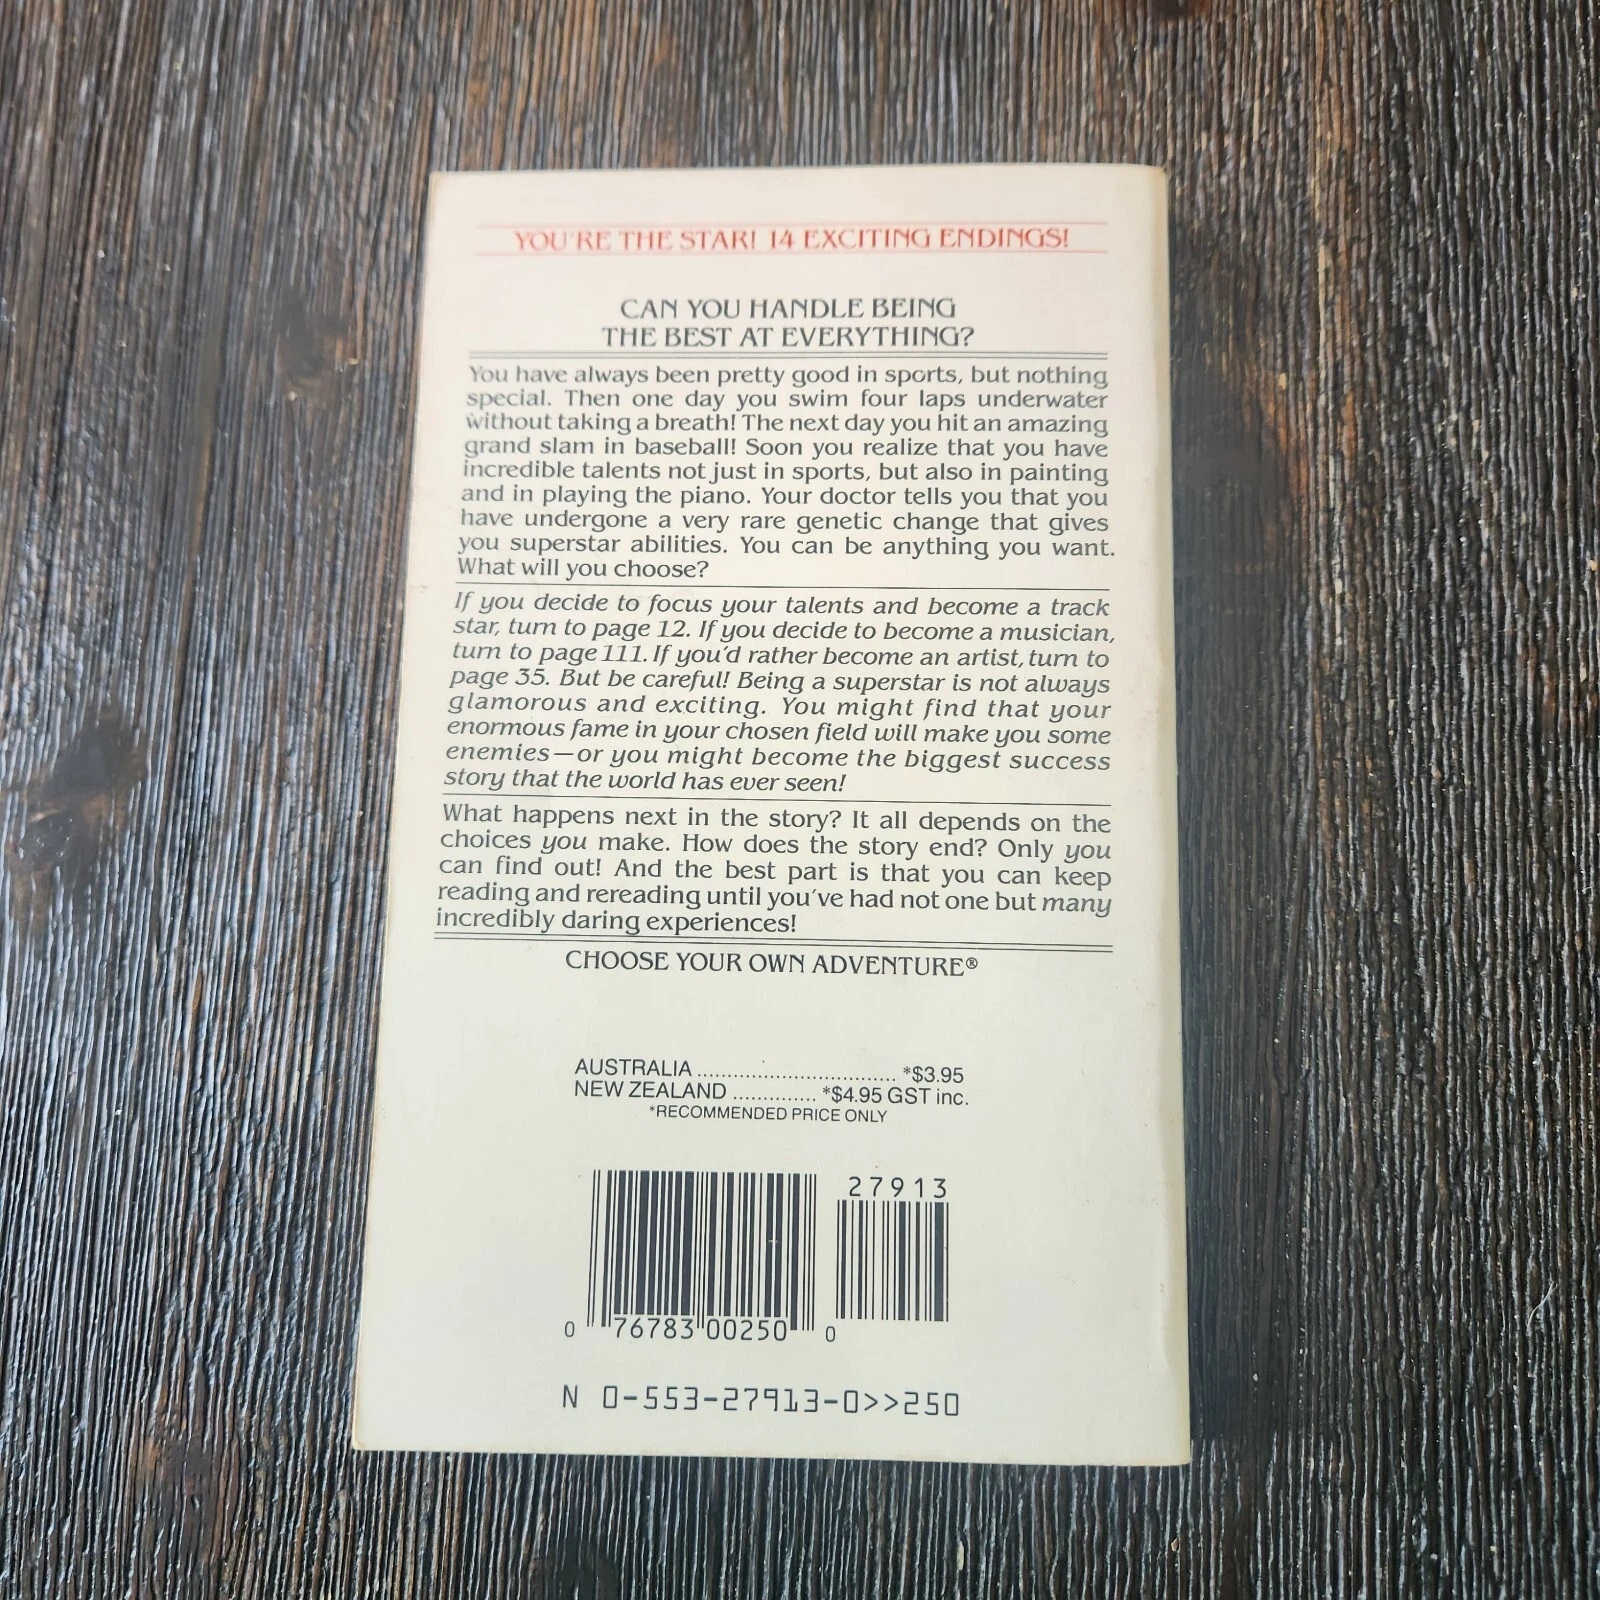 YOU'RE THE STAR! 14 EXCITING ENDINGS!
CAN YOU HANDLE BEING
THE BEST AT EVERYTHING?
You have always been pretty good in sports, but nothing
special. Then one day you swim four laps underwater
without taking a breath! The next day you hit an amazing
grand slam in baseball! Soon you realize that you have
incredible talents not just in sports, but also in painting
and in playing the piano. Your doctor tells you that you
have undergone a very rare genetic change that gives
you superstar abilities. You can be anything you want.
What will you choose?
If you decide to focus your talents and become a track
star, turn to page 12. If you decide to become a musician,
turn to page 111. If you'd rather become an artist, turn to
page 35. But be careful! Being a superstar is not always
glamorous and exciting. You might find that your
enormous fame in your chosen field will make you some
enemies—or you might become the biggest success
story that the world has ever seen!
What happens next in the story? It all depends on the
choices you make. How does the story end? Only you
can find out! And the best part is that you can keep
reading and rereading until you've had not one but many
incredibly daring experiences!
CHOOSE YOUR OWN ADVENTURE®
AUSTRALIA ................................. *$3.95
NEW ZEALAND .............. *$4.95 GST inc.
*RECOMMENDED PRICE ONLY
27913
0 76783 00250 0
N 0-553-27913-0>>250